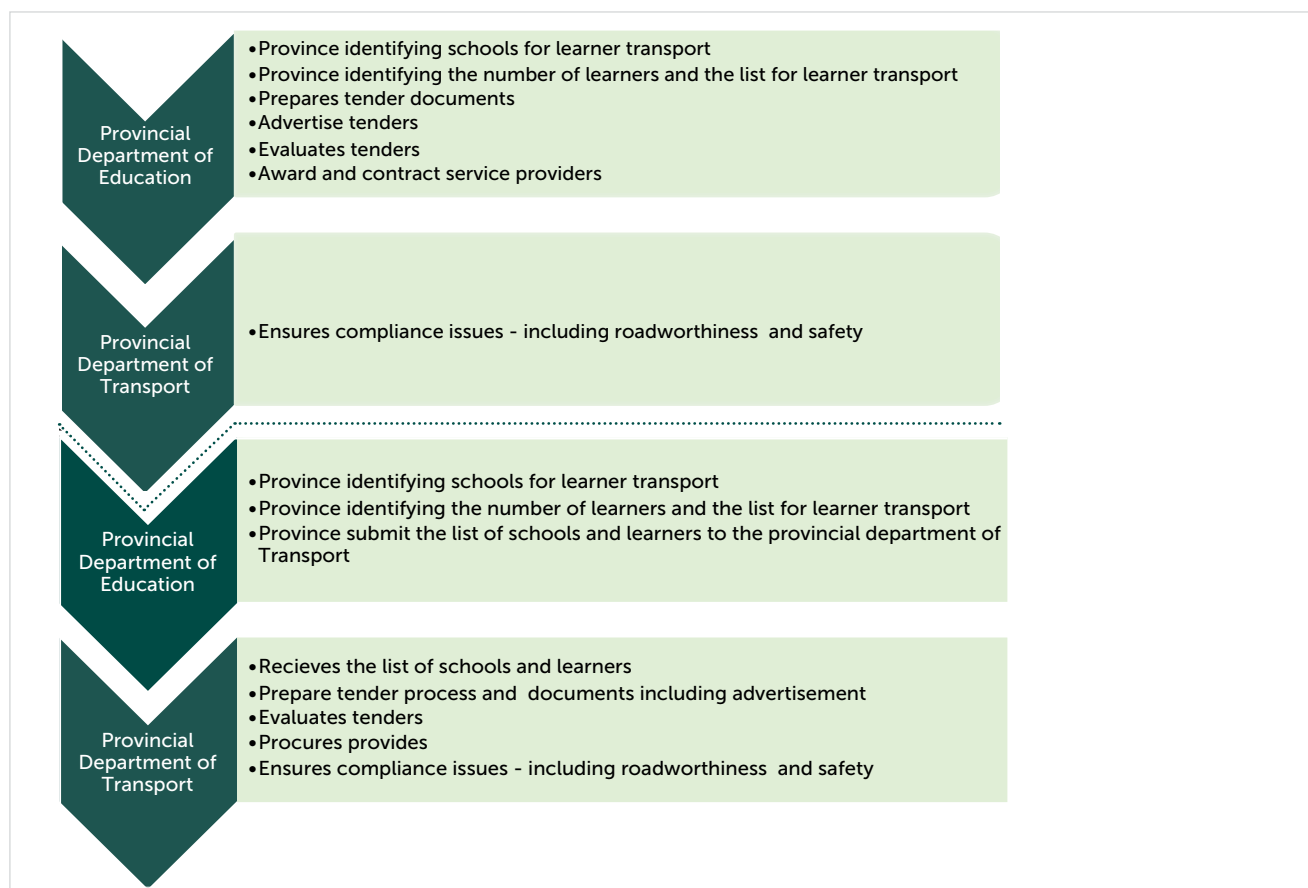 Provincial
Department of
Education
•Province identifying schools for learner transport
•Province identifying the number of learners and the list for learner transport
•Prepares tender documents
•Advertise tenders
•Evaluates tenders
•Award and contract service providers
Provincial
Department of
Transport
•Ensures compliance issues - including roadworthiness  and safety
Provincial
Department of
Education
•Province identifying schools for learner transport
•Province identifying the number of learners and the list for learner transport
•Province submit the list of schools and learners to the provincial department of
Transport
Provincial
Department of
Transport
•Recieves the list of schools and learners
•Prepare tender process and  documents including advertisement
•Evaluates tenders
•Procures provides
•Ensures compliance issues - including roadworthiness  and safety